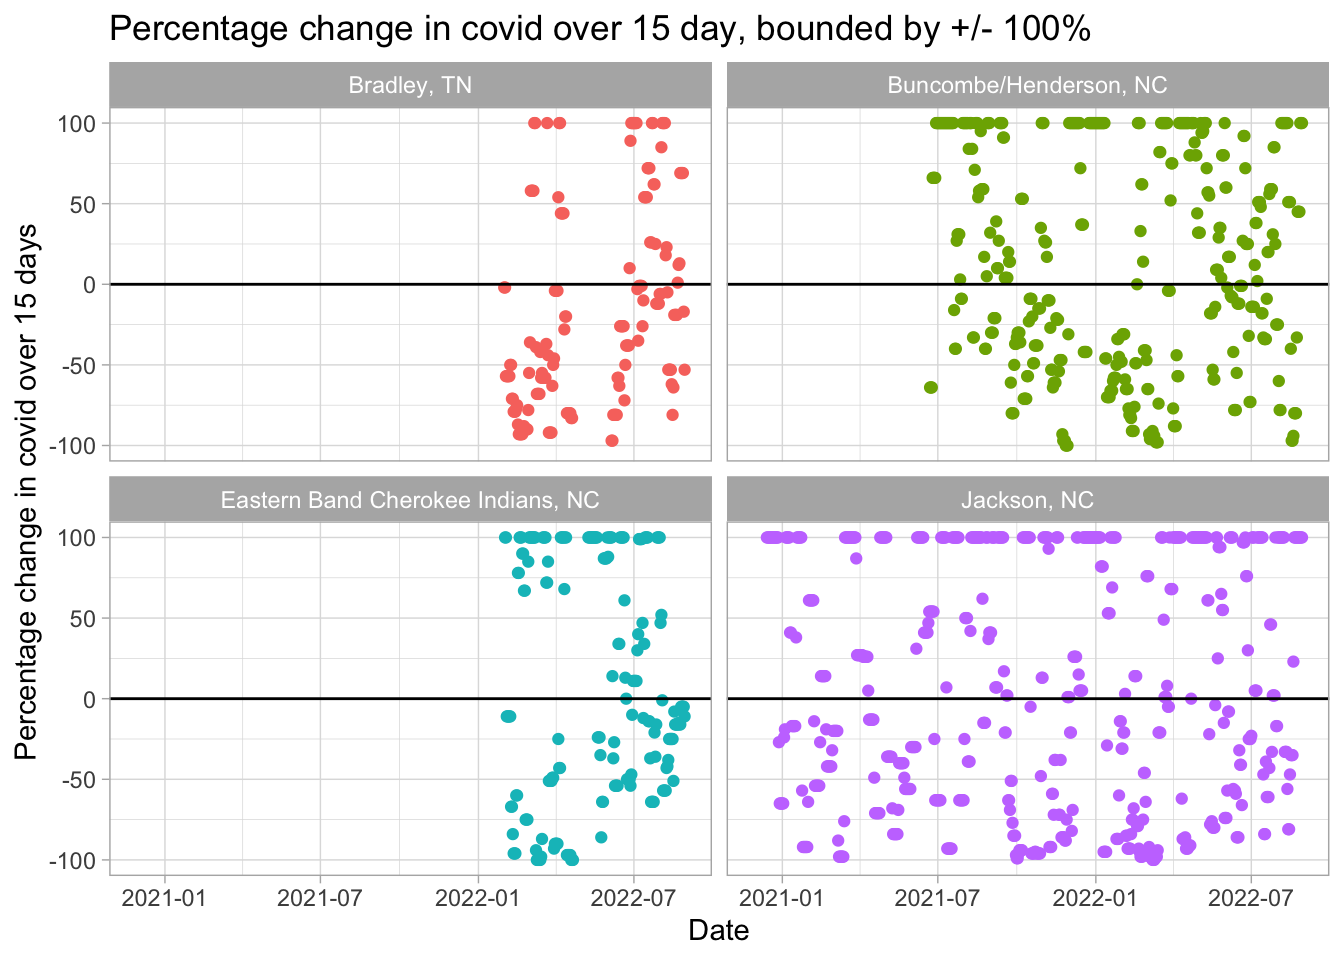 Percentage change in covid over 15 day, bounded by +/- 100%
Bradley, TN
Buncombe/Henderson, NC
100
50
0
-50
-100
Eastern Band Cherokee Indians, NC
Jackson, NC
100
50
0
-50
-100
2021-01
2021-07
2022-01
2022-07
2021-01
2021-07
2022-01
2022-07
Date
Percentage change in covid over 15 days